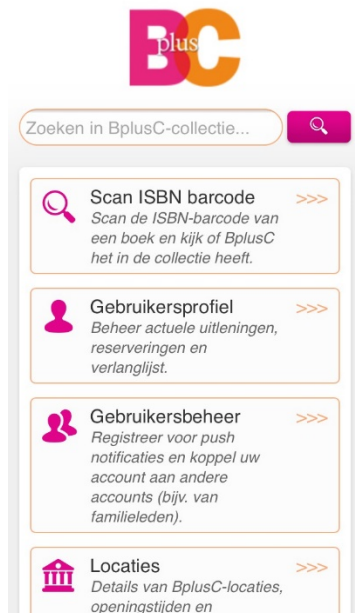 B plus C
Zoeken in BplusC-collectie...
Scan ISBN barcode >>>
Scan de ISBN-barcode van
een boek en kijk of BplusC
het in de collectie heeft.
Gebruikersprofiel >>>
Beheer actuele uitleningen,
reserveringen en
verlanglijst.
Gebruikersbeheer >>>
Registreer voor push
notificaties en koppel uw
account aan andere
accounts (bijv. van
familieleden).
Locaties >>>
Details van BplusC-locaties,
openingstijden en